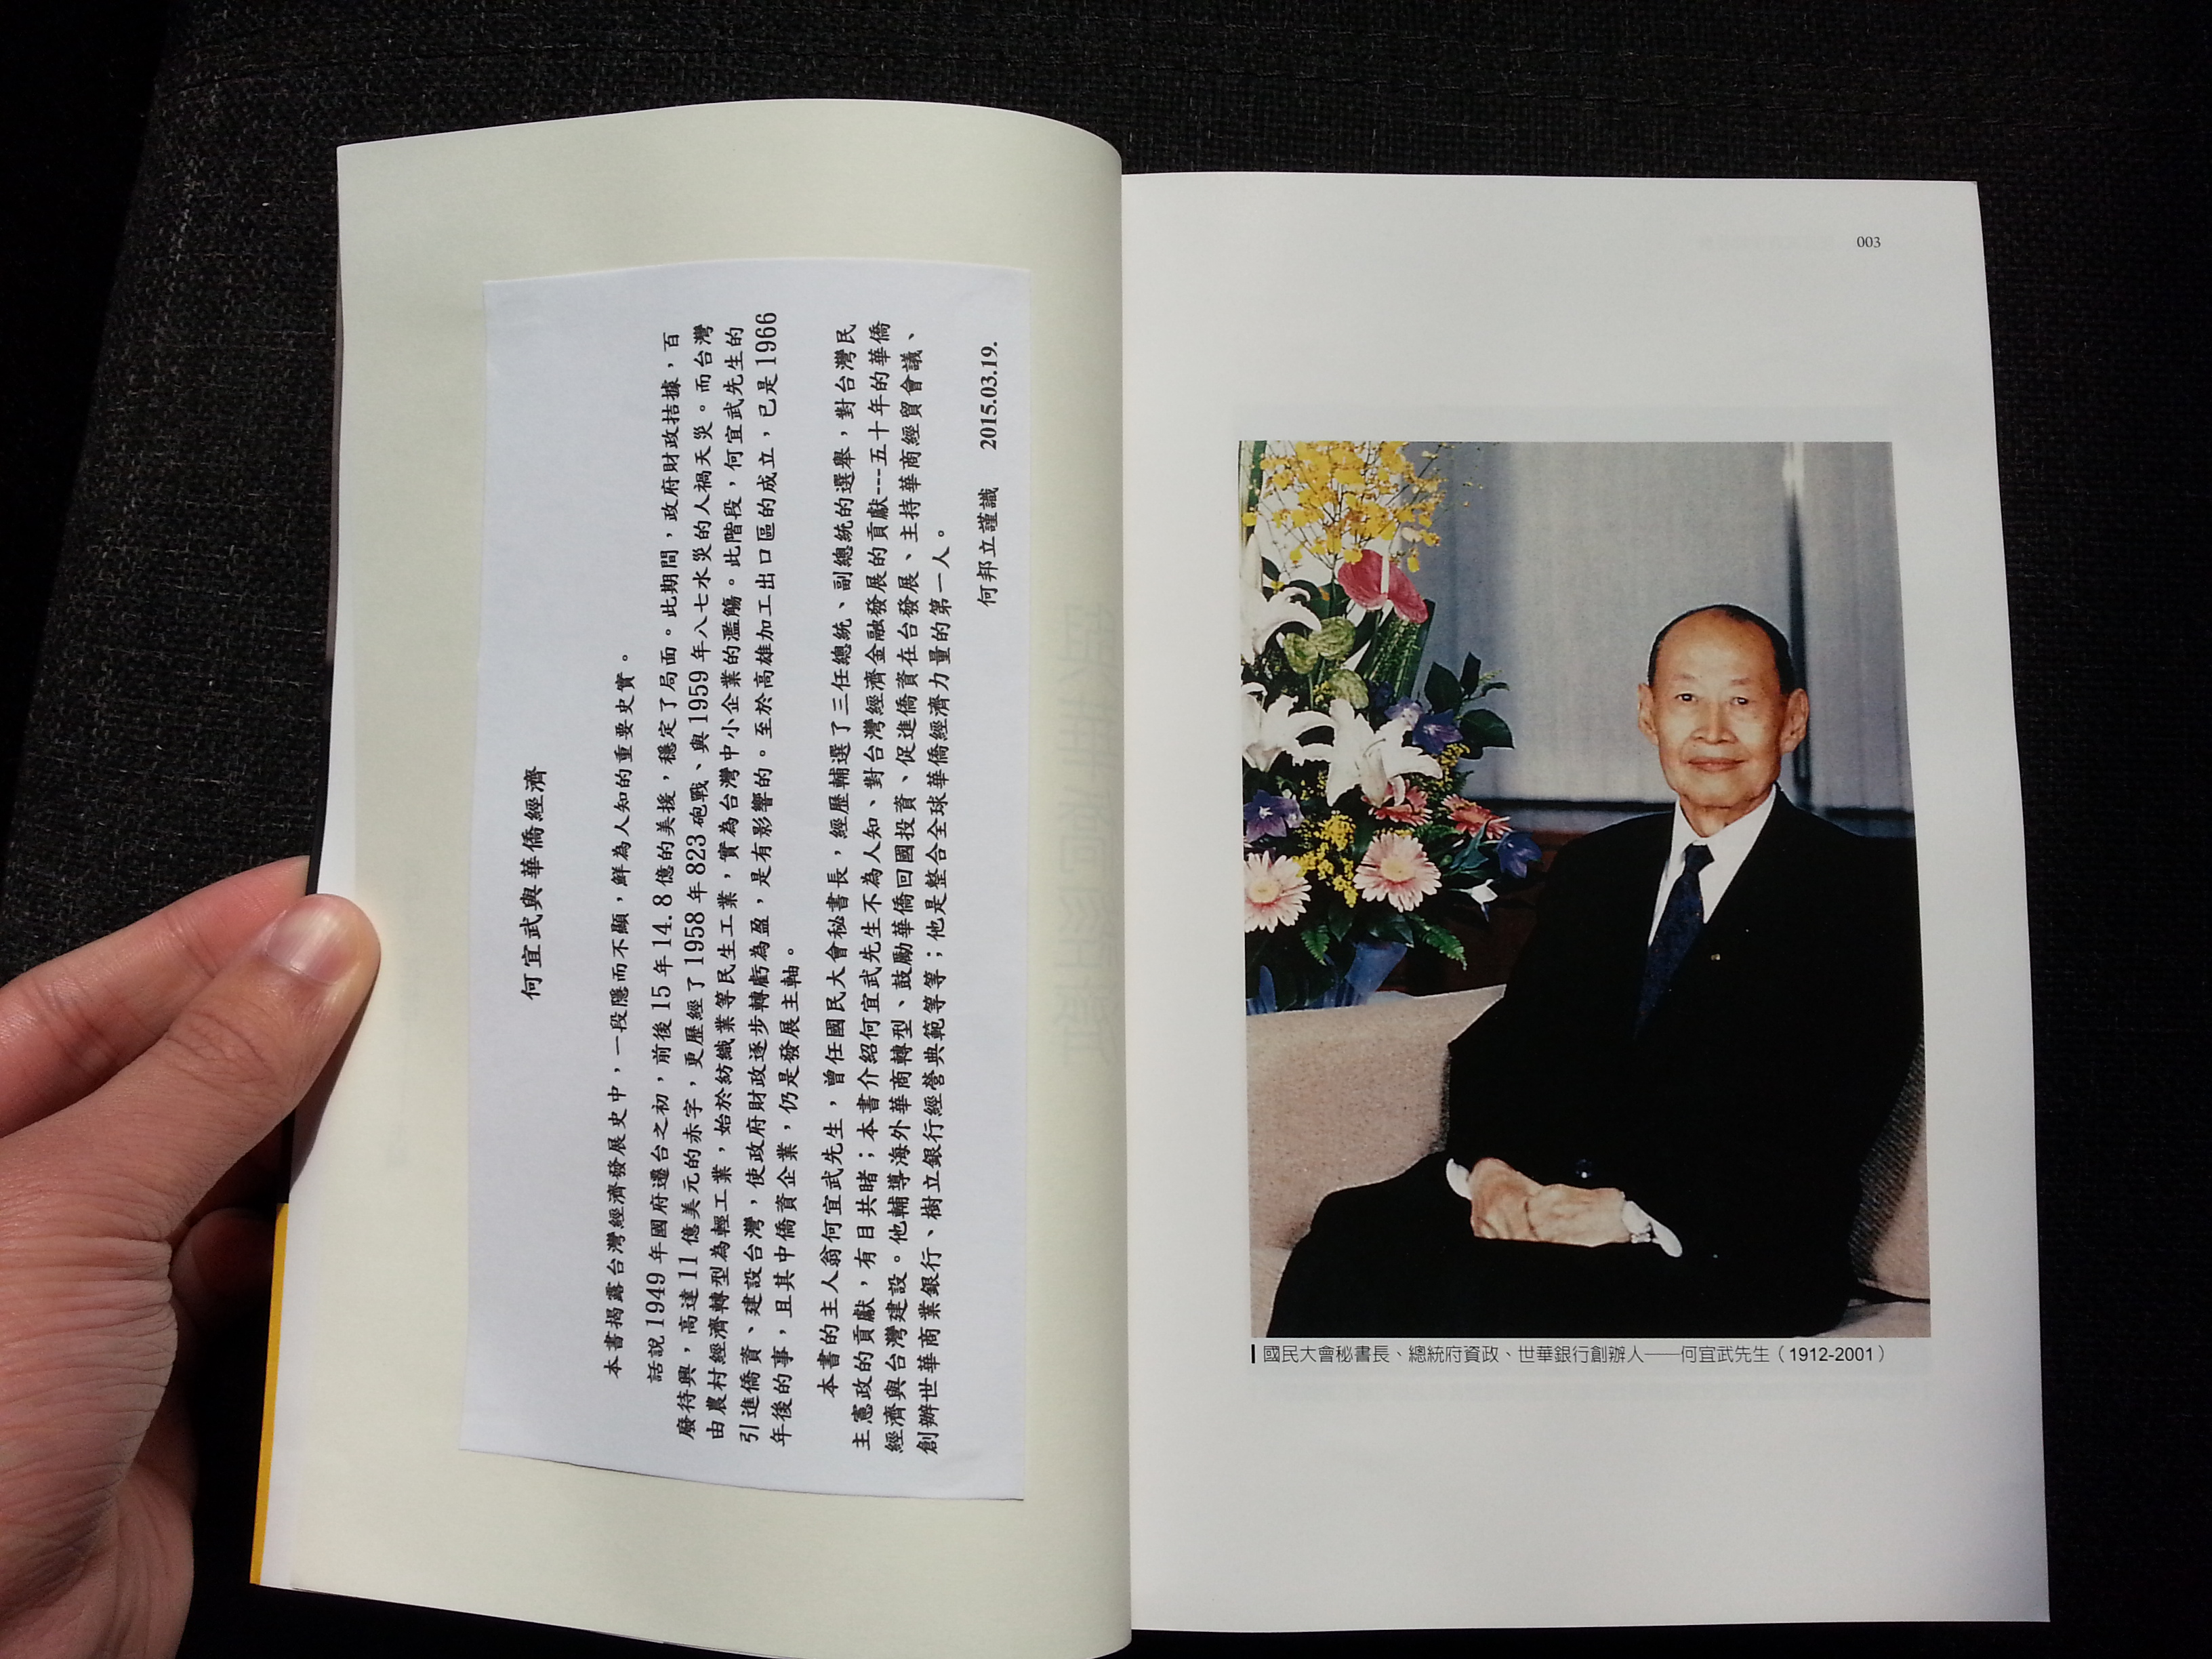 何宜武與華僑經濟
本書揭露台灣經濟發展史中，一段隱而不顯，鮮為人知的重要史實。
話說1949年國府遷台之初，前後15年14.8億的美援，穩定了局面。此期間，政府財政拮据，百
廢待興，高達11億美元的赤字，更歷經了1958年823砲戰、與1959年八七水災的人禍天災。而台灣
由農村經濟轉型為輕工業，始於紡織業等民生工業，實為台灣中小企業的濫觴。此階段，何宜武先生的
引進僑資、建設台灣，使政府財政逐步轉虧為盈，是有影響的。至於高雄加工出口區的成立，已是1966
年後的事，且其中僑資企業，仍是發展主軸。
本書的主人翁何宜武先生，曾任國民大會秘書長，經歷輔選了三任總統、副總統的選舉，對台灣民
主憲政的貢獻，有目共睹；本書介紹何宜武先生不為人知、對台灣經濟金融發展的貢獻---五十年的華僑
經濟與台灣建設。他輔導海外華商轉型、鼓勵華僑回國投資、促進僑資在台發展、主持華商經貿會議、
創辦世華商業銀行、樹立銀行經營典範等等；他是整合全球華僑經濟力量的第一人。
何邦立謹識 2015.03.19.
國民大會秘書長、總統府資政、世華銀行創辦人——何宜武先生（1912-2001）
003